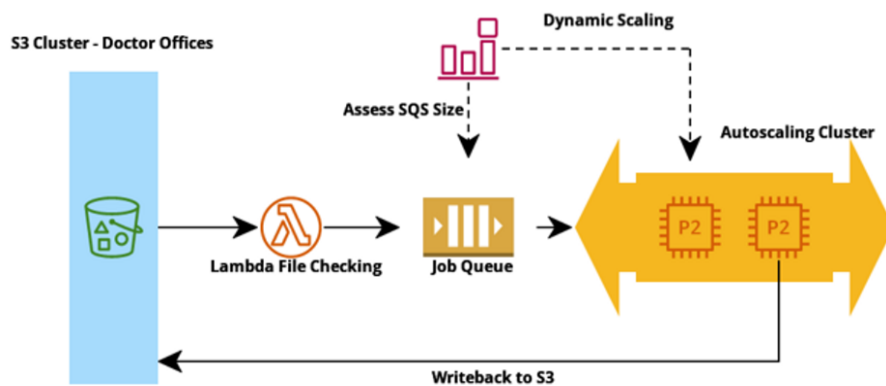 Dynamic Scaling
S3 Cluster - Doctor Offices
Assess SQS Size
Autoscaling Cluster
P2
P2
Lambda File Checking
Job Queue
Writeback to S3